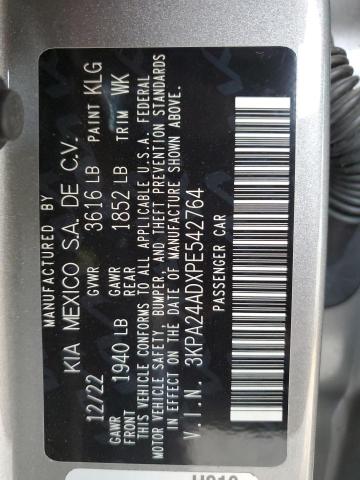 MANUFACTURED BY
KIA MEXICO S.A. DE C.V.
12/22 GVWR 3616 LB PAINT KLG
GAWR FRONT 1940 LB GAWR REAR 1852 LB TRIM WK
THIS VEHICLE CONFORMS TO ALL APPLICABLE U.S.A. FEDERAL
MOTOR VEHICLE SAFETY, BUMPER, AND THEFT PREVENTION STANDARDS
IN EFFECT ON THE DATE OF MANUFACTURE SHOWN ABOVE.
V.I.N. 3KPA24ADXPE542764
PASSENGER CAR